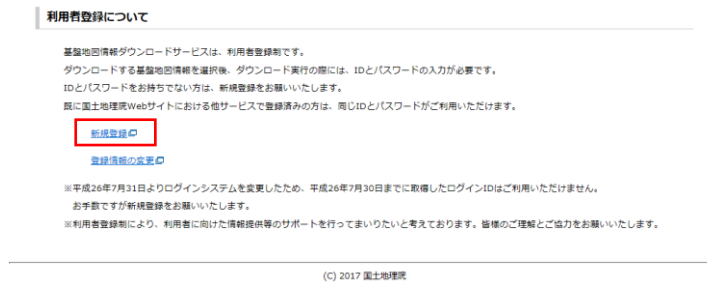 利用者登録について
基盤地図情報ダウンロードサービスは、利用者登録制です。
ダウンロードする基盤地図情報を選択後、ダウンロード実行の際には、IDとパスワードの入力が必要です。
IDとパスワードをお持ちでない方は、新規登録をお願いいたします。
既に国土地理院Webサイトにおける他サービスで登録済みの方は、同じIDとパスワードがご利用いただけます。
新規登録
登録情報の変更
※平成26年7月31日よりログインシステムを変更したため、平成26年7月30日までに取得したログインIDはご利用いただけません。
お手数ですが新規登録をお願いいたします。
※利用者登録制により、利用者に向けた情報提供等のサポートを行ってまいりたいと考えております。皆様のご理解とご協力をお願いいたします。
(C) 2017 国土地理院